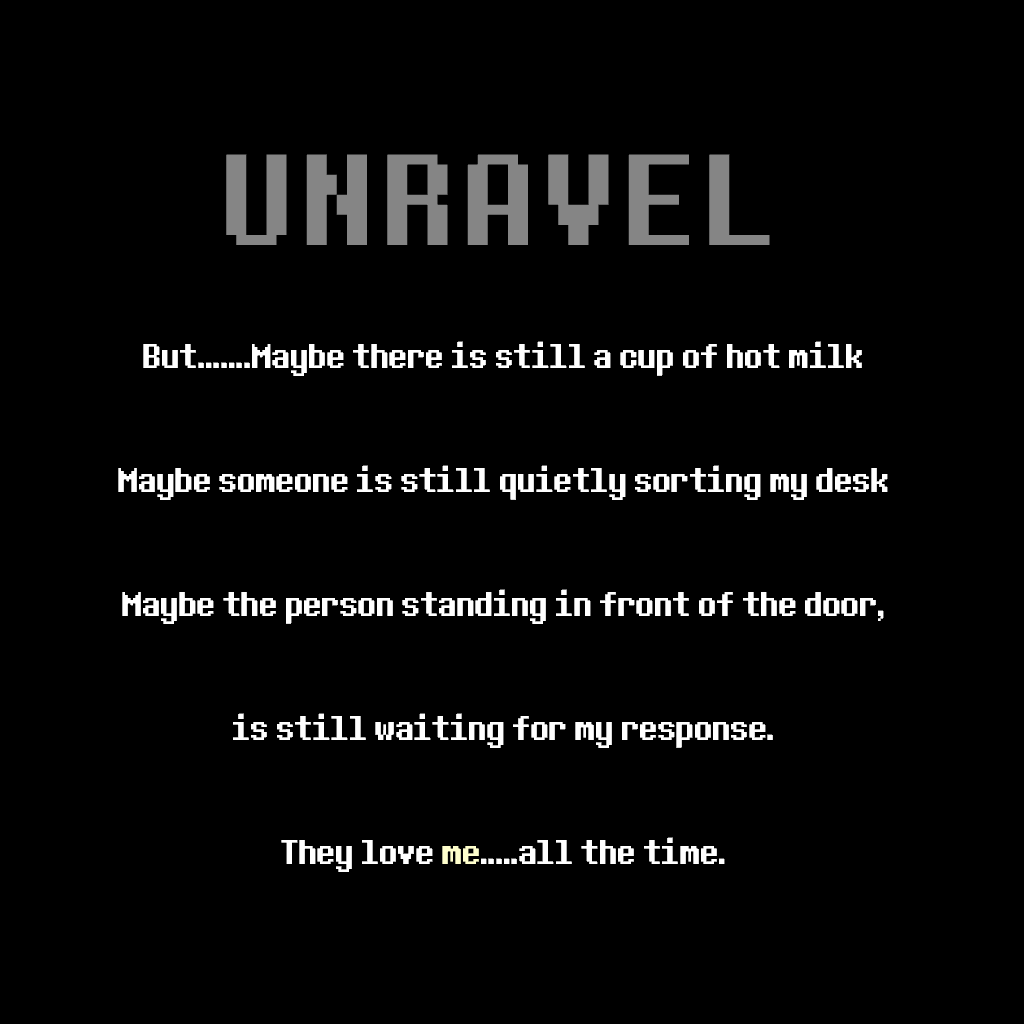 UNRAVEL
But.......Maybe there is still a cup of hot milk
Maybe someone is still quietly sorting my desk
Maybe the person standing in front of the door,
is still waiting for my response.
They love me.....all the time.